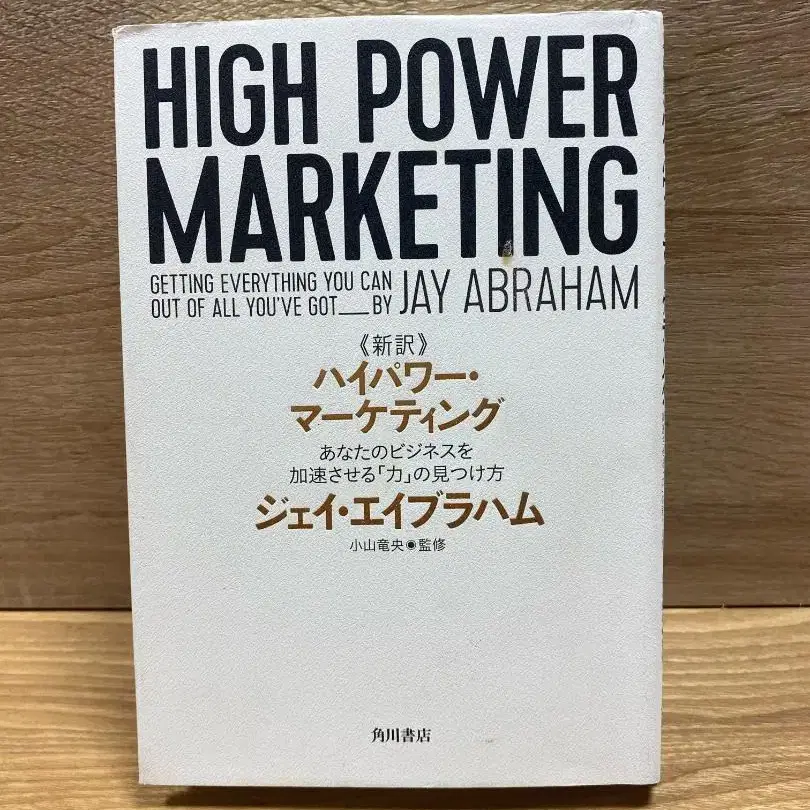 HIGH POWER
MARKETING
GETTING EVERYTHING YOU CAN
OUT OF ALL YOU'VE GOT__BY JAY ABRAHAM
《新訳》
ハイパワー・
マーケティング
あなたのビジネスを
加速させる「力」の見つけ方
ジェイ・エイブラハム
小山竜央◉監修
角川書店